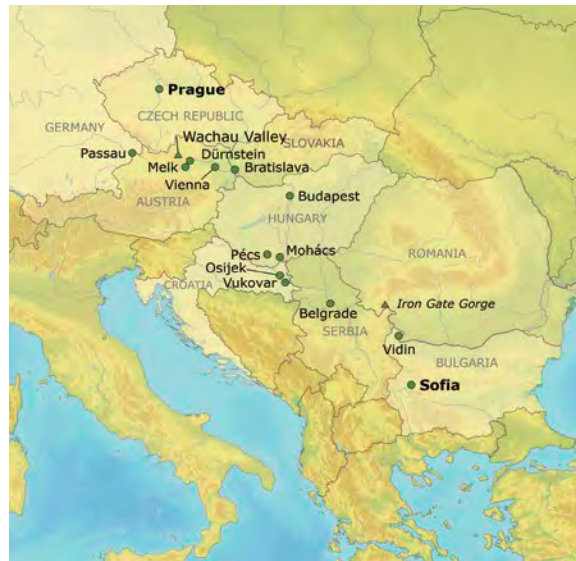 Prague
CZECH REPUBLIC
GERMANY
Wachau Valley
SLOVAKIA
Passau
Dürnstein
Melk
Bratislava
Vienna
AUSTRIA
Budapest
HUNGARY
Pécs
Mohács
ROMANIA
Osijek
CROATIA
Vukovar
Iron Gate Gorge
Belgrade
SERBIA
Vidin
BULGARIA
Sofia